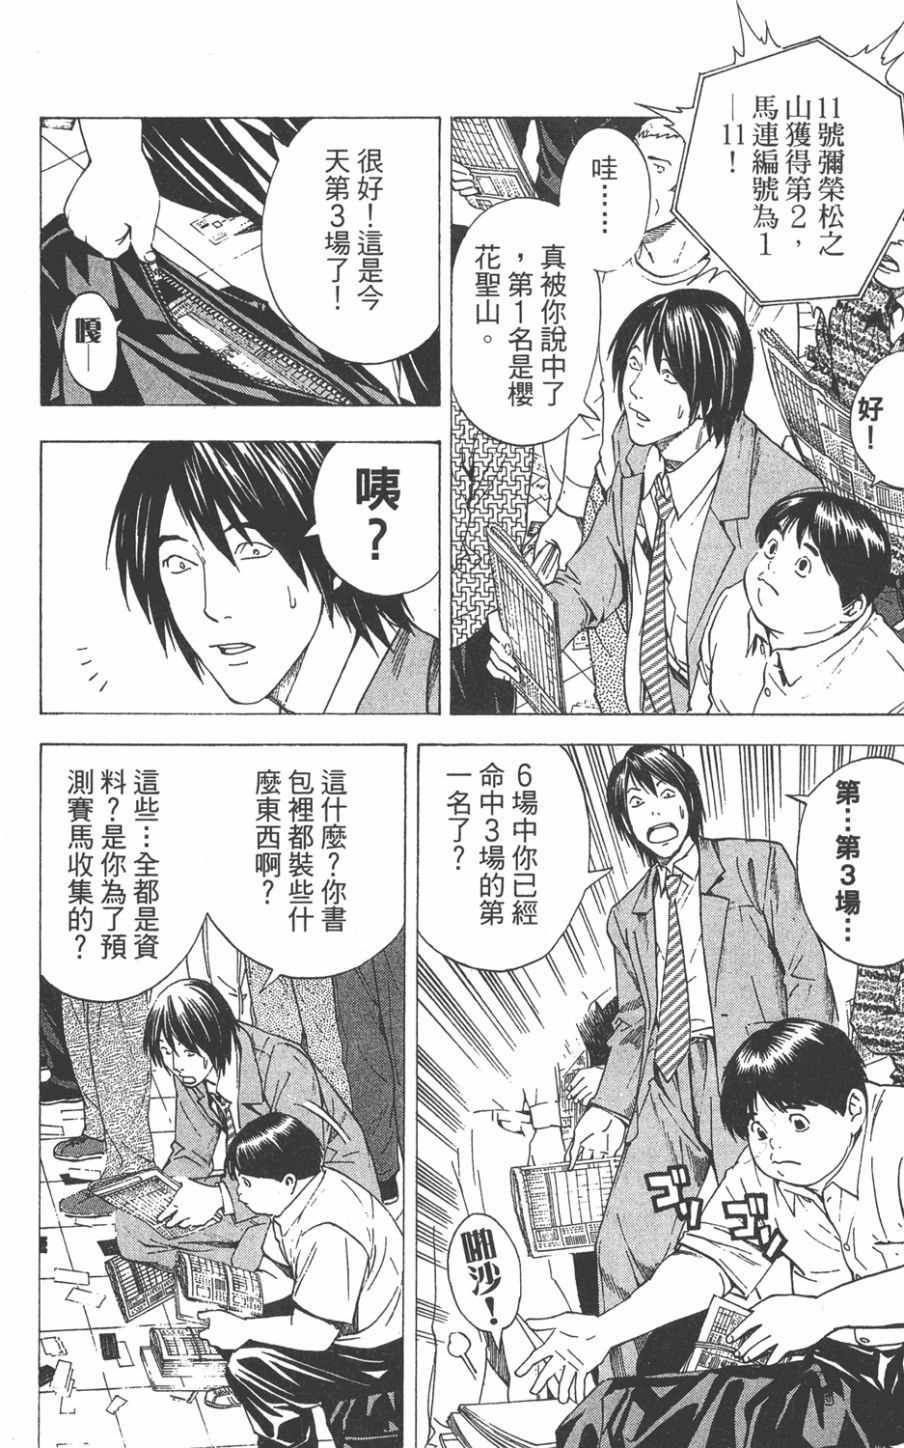 11號彌榮松之
山獲得第2，
馬連編號為1
—11！
好！
哇……
真被你說中了
，第1名是櫻
花聖山。
很好！這是今
天第3場了！
嘎—
咦？
第…第3場…
6場中你已經
命中3場的第
一名了？
ゴソ
ゴソ
啪沙！
這什麼？你書
包裡都裝些什
麼東西啊？
這些…全都是資
料？是你為了預
測賽馬收集的？